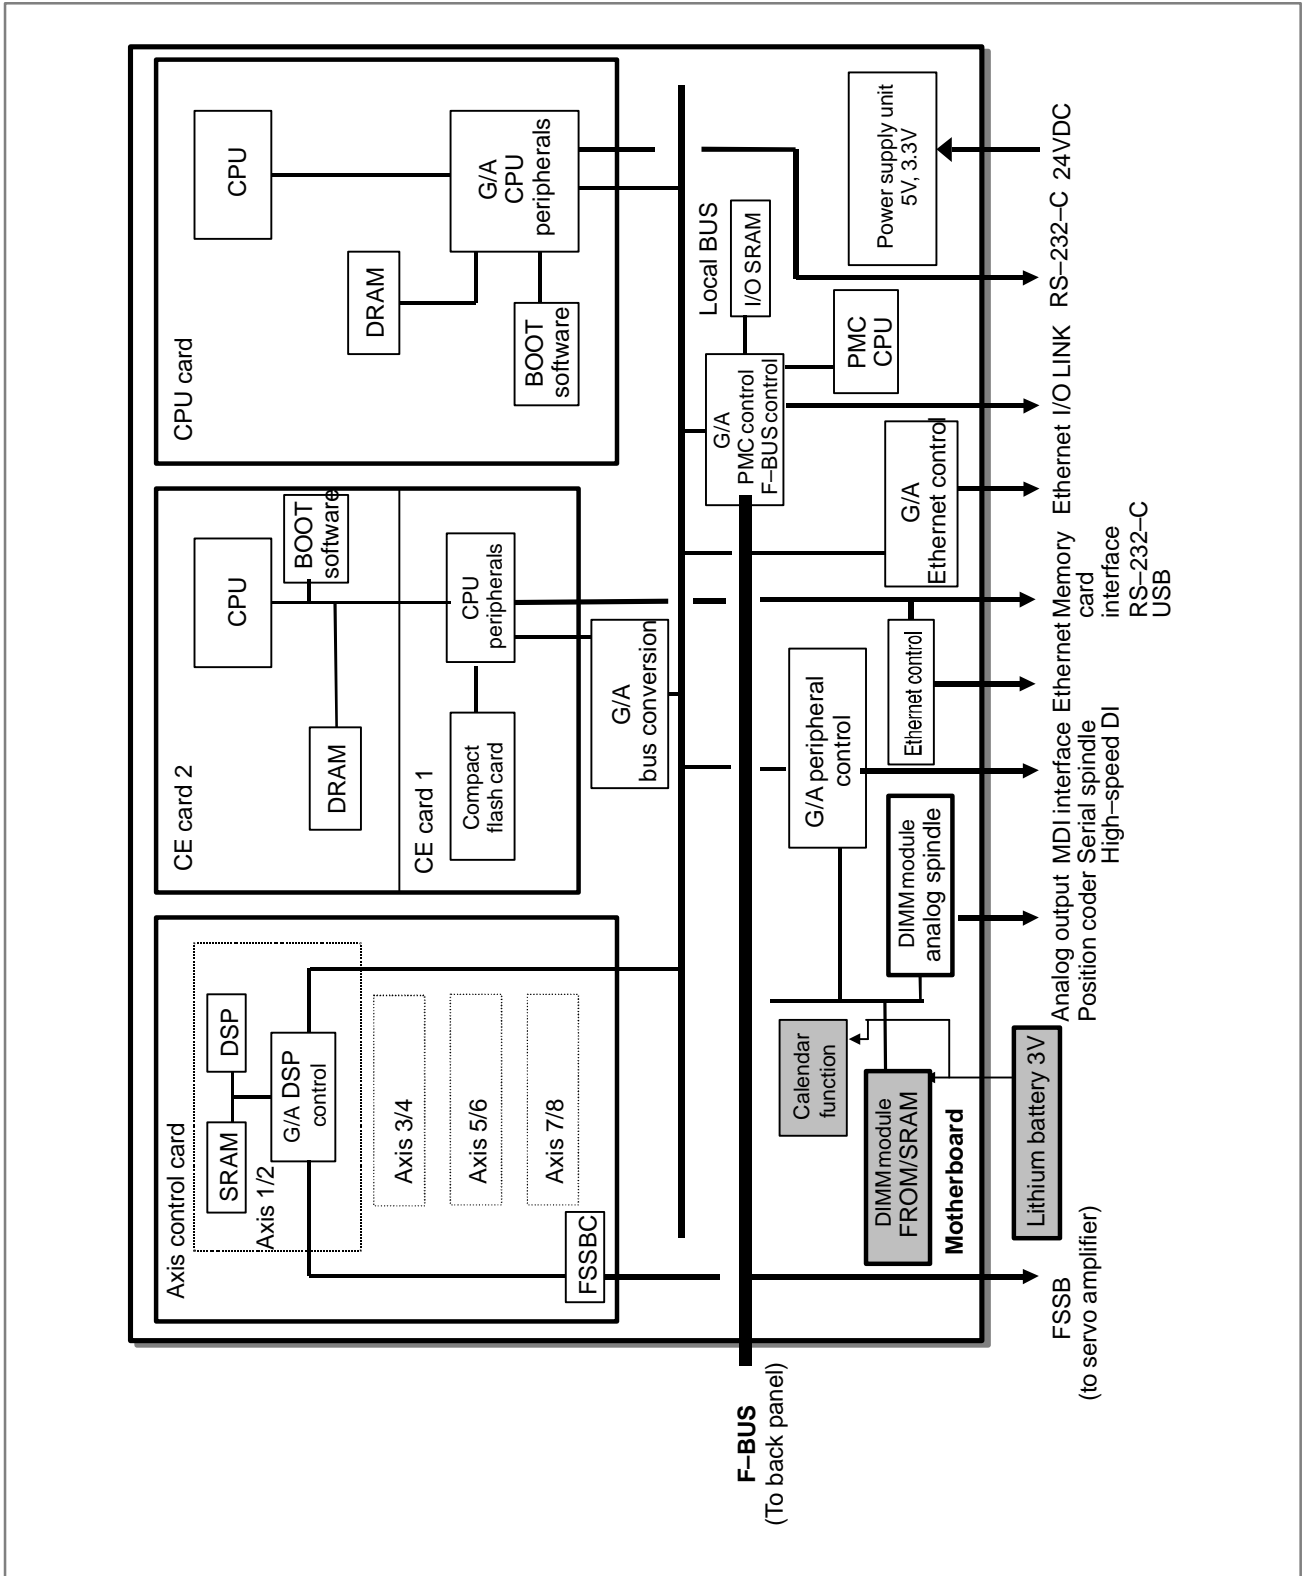 Axis control card
SRAM
DSP
Axis 1/2
G/A DSP
control
Axis 3/4
Axis 5/6
Axis 7/8
FSSBC
CE card 2
CPU
BOOT
software
DRAM
CE card 1
CPU
peripherals
Compact
flash card
G/A
bus conversion
CPU card
CPU
DRAM
G/A
CPU
peripherals
BOOT
software
Local BUS
I/O SRAM
G/A
PMC control
F–BUS control
PMC
CPU
Power supply unit
5V, 3.3V
G/A
Ethernet control
Ethernet control
G/A peripheral
control
DIMM module
analog spindle
Calendar
function
DIMM module
FROM/SRAM
Motherboard
Lithium battery 3V
F–BUS
(To back panel)
FSSB
(to servo amplifier)
Analog output
Position coder
MDI interface
Serial spindle
High–speed DI
Ethernet
Memory
card
interface
RS–232–C
USB
Ethernet
I/O LINK
RS–232–C
24VDC